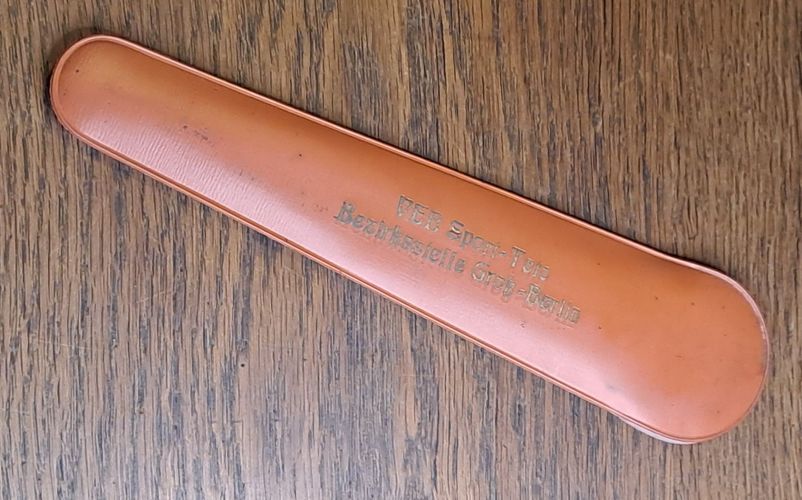 VEB Sport-Toto
Bezirksstelle Groß-Berlin